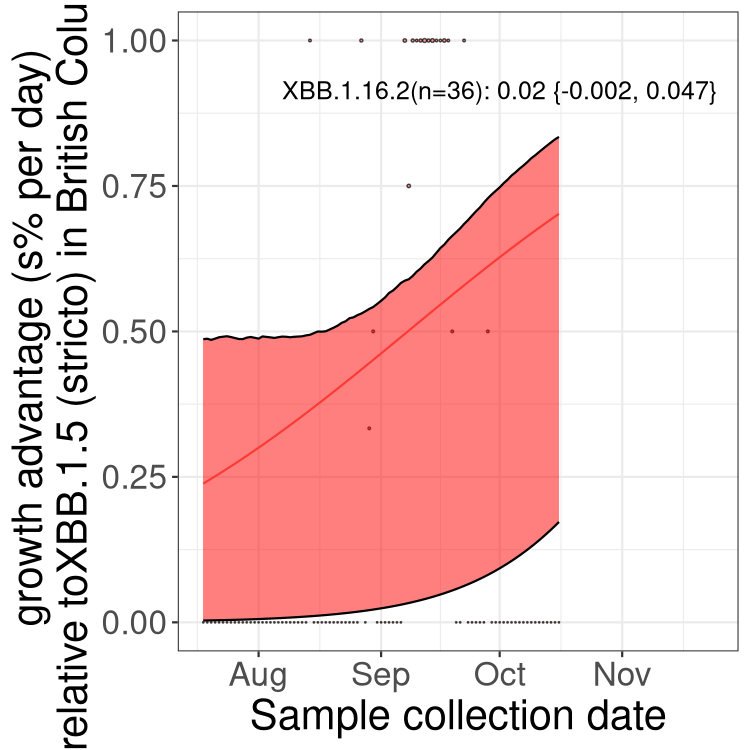 growth advantage (s% per day)
relative toXBB.1.5 (stricto) in British Colu
1.00
0.75
0.50
0.25
0.00
XBB.1.16.2(n=36): 0.02 {-0.002, 0.047}
Aug Sep Oct Nov
Sample collection date